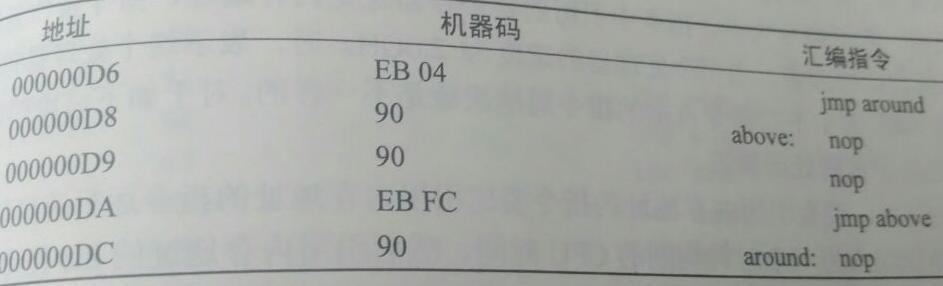 地址 机器码 汇编指令
000000D6 EB 04 jmp around
000000D8 90 above: nop
000000D9 90 nop
000000DA EB FC jmp above
000000DC 90 around: nop